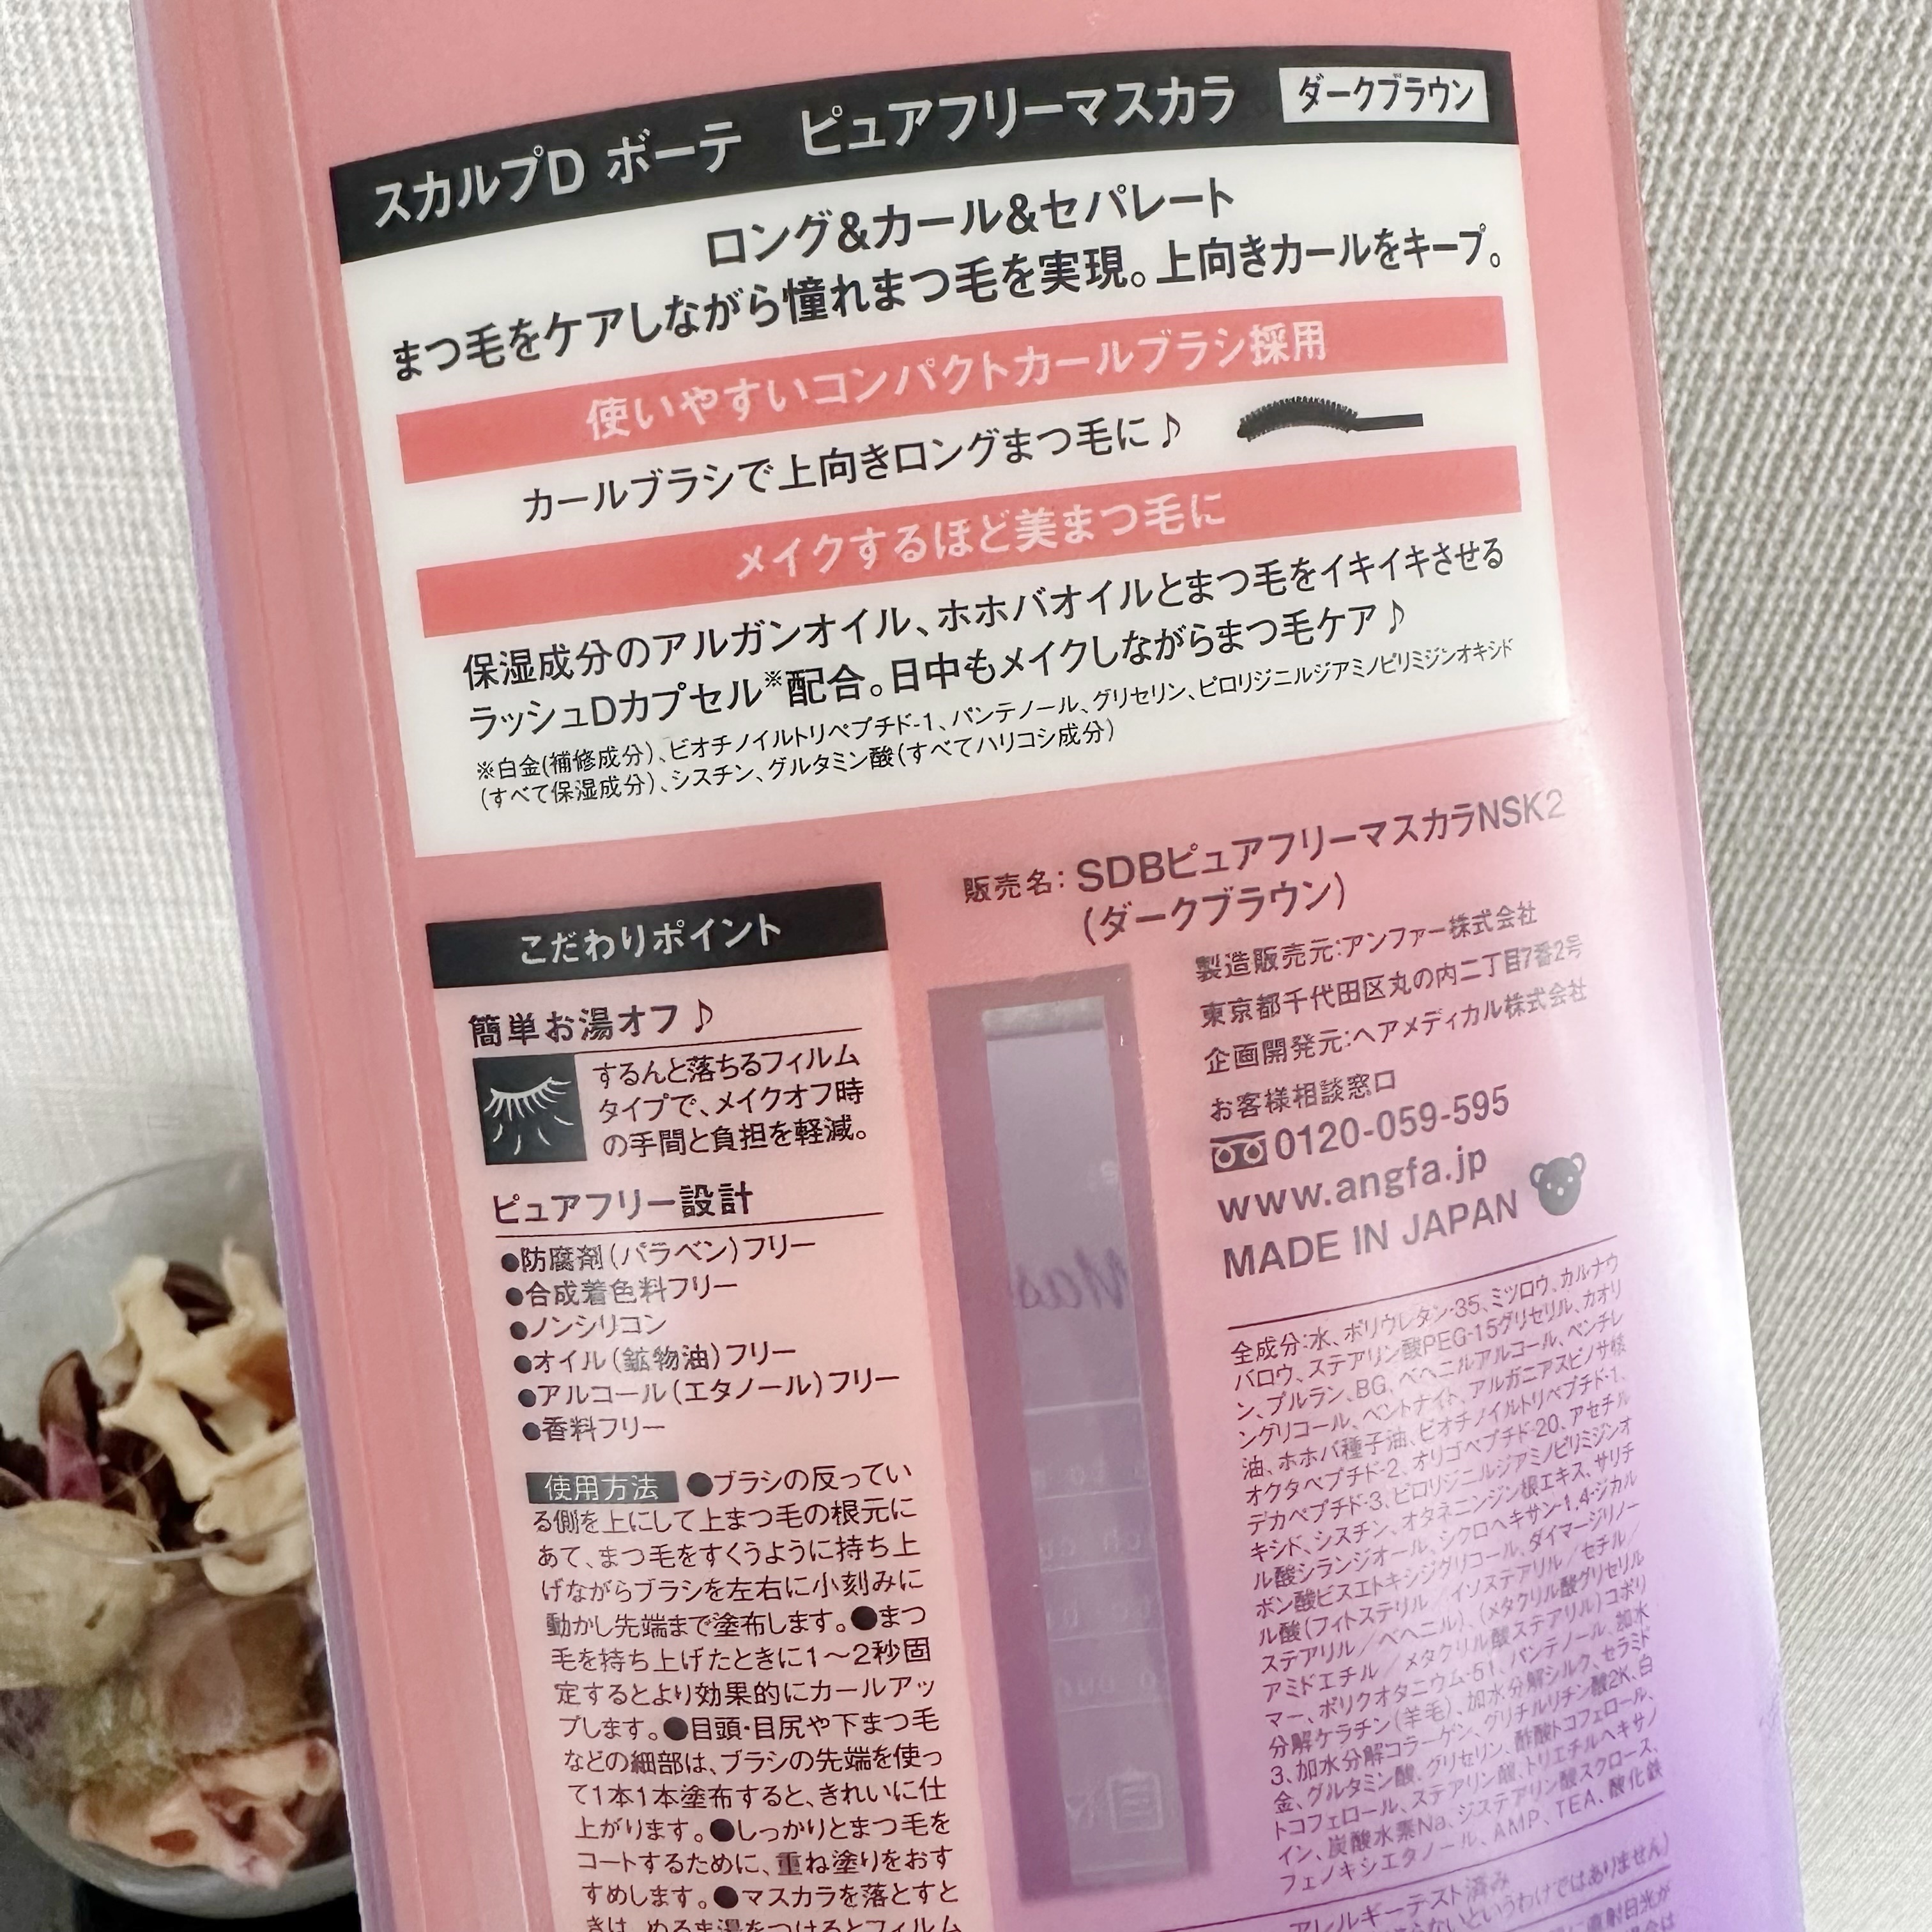 スカルプD ボーテ ピュアフリーマスカラ ダークブラウン
ロング&カール&セパレート
まつ毛をケアしながら憧れまつ毛を実現。上向きカールをキープ。
使いやすいコンパクトカールブラシ採用
カールブラシで上向きロングまつ毛に♪
メイクするほど美まつ毛に
保湿成分のアルガンオイル、ホホバオイルとまつ毛をイキイキさせる
ラッシュDカプセル※配合。日中もメイクしながらまつ毛ケア♪
※白金(補修成分)、ビオチノイルトリペプチド-1、パンテノール、グリセリン、ピロリジニルジアミノピリミジンオキシド
(すべて保湿成分)、シスチン、グルタミン酸(すべてハリコシ成分)
こだわりポイント
簡単お湯オフ♪
するんと落ちるフィルム
タイプで、メイクオフ時
の手間と負担を軽減。
ピュアフリー設計
●防腐剤(パラベン)フリー
●合成着色料フリー
●ノンシリコン
●オイル(鉱物油)フリー
●アルコール(エタノール)フリー
●香料フリー
使用方法 ●ブラシの反ってい
る側を上にして上まつ毛の根元に
あて、まつ毛をすくうように持ち上
げながらブラシを左右に小刻みに
動かし先端まで塗布します。●まつ
毛を持ち上げたときに1〜2秒固
定するとより効果的にカールアッ
プします。●目頭・目尻や下まつ毛
などの細部は、ブラシの先端を使っ
て1本1本塗布すると、きれいに仕
上がります。●しっかりとまつ毛を
コートするために、重ね塗りをおす
すめします。●マスカラを落とすと
きは、ぬるま湯をつけるとフィルム
販売名:SDBピュアフリーマスカラNSK2
(ダークブラウン)
製造販売元:アンファー株式会社
東京都千代田区丸の内二丁目7番2号
企画開発元:ヘアメディカル株式会社
お客様相談窓口
0120-059-595
www.angfa.jp
MADE IN JAPAN
全成分:水、ポリウレタン-35、ミツロウ、カルナウ
バロウ、ステアリン酸PEG-15グリセリル、カオリ
ン、プルラン、BG、ベヘニルアルコール、ペンチレ
ングリコール、ベントナイト、アルガニアスピノサ核
油、ホホバ種子油、ビオチノイルトリペプチド-1、
オクタペプチド-2、オリゴペプチド-20、アセチル
デカペプチド-3、ピロリジニルジアミノピリミジンオ
キシド、シスチン、オタネニンジン根エキス、サリチ
ル酸シランジオール、シクロヘキサン-1,4-ジカル
ボン酸ビスエトキシジグリコール、ダイマージリノー
ル酸(フィトステリル/イソステアリル/セチル/
ステアリル/ベヘニル)、(メタクリル酸グリセリル
アミドエチル/メタクリル酸ステアリル)コポリ
マー、ポリクオタニウム-51、パンテノール、加水
分解ケラチン(羊毛)、加水分解シルク、セラミド
3、加水分解コラーゲン、グリチルリチン酸2K、白
金、グルタミン酸、グリセリン、酢酸トコフェロール、
トコフェロール、ステアリン酸、トリエチルヘキサノ
イン、炭酸水素Na、ジステアリン酸スクロース、
フェノキシエタノール、AMP、TEA、酸化鉄
アレルギーテスト済み
らないというわけではありません)
直射日光が